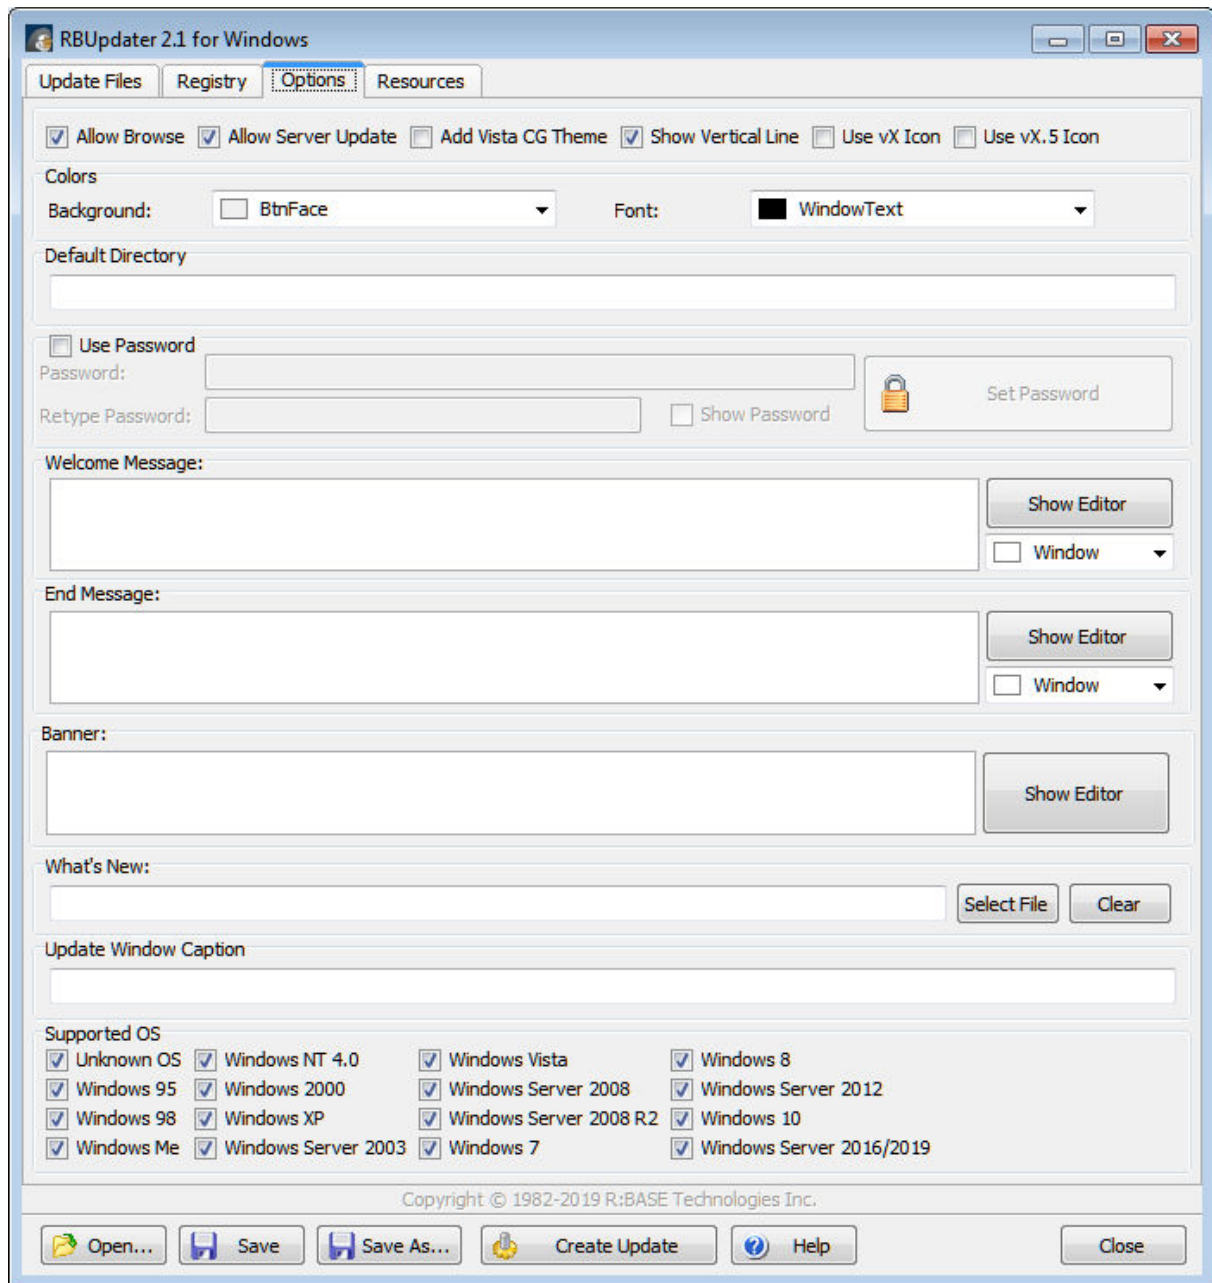 RBUpdater 2.1 for Windows
Update Files Registry Options Resources
Allow Browse Allow Server Update Add Vista CG Theme Show Vertical Line Use vX Icon Use vX.5 Icon
Colors
Background: BtnFace Font: WindowText
Default Directory
Use Password
Password:
Set Password
Retype Password: Show Password
Welcome Message:
Show Editor
Window
End Message:
Show Editor
Window
Banner:
Show Editor
What's New:
Select File Clear
Update Window Caption
Supported OS
Unknown OS Windows NT 4.0 Windows Vista Windows 8
Windows 95 Windows 2000 Windows Server 2008 Windows Server 2012
Windows 98 Windows XP Windows Server 2008 R2 Windows 10
Windows Me Windows Server 2003 Windows 7 Windows Server 2016/2019
Copyright © 1982-2019 R:BASE Technologies Inc.
Open... Save Save As... Create Update Help Close